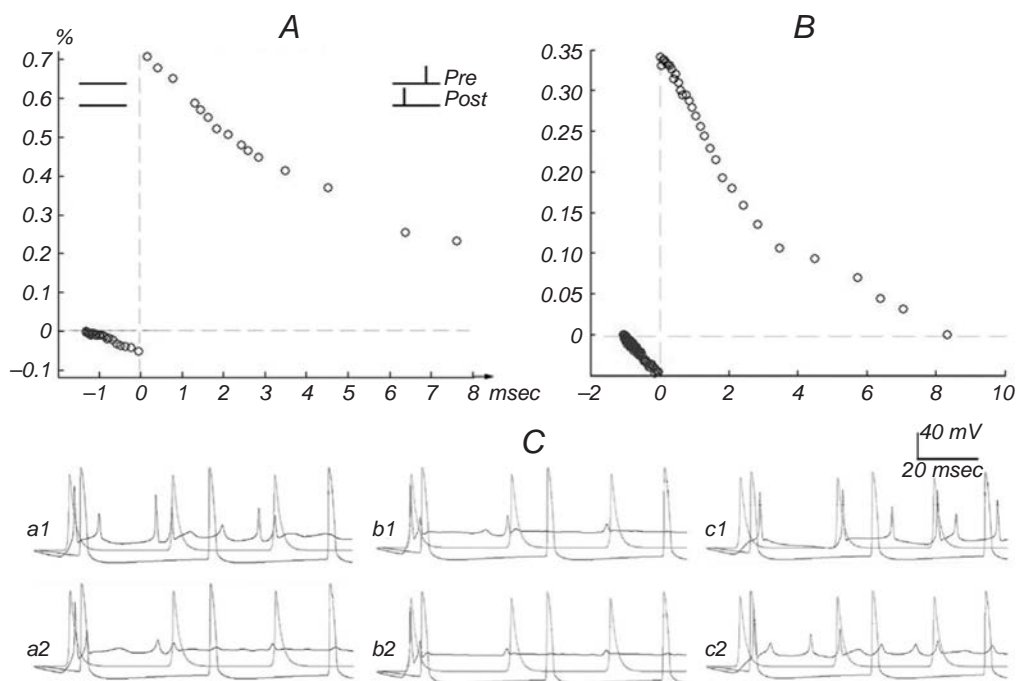 A
%
0.7
0.6
0.5
0.4
0.3
0.2
0.1
0
–0.1
Pre
Post
–1 0 1 2 3 4 5 6 7 8 msec
B
0.35
0.30
0.25
0.20
0.15
0.10
0.05
0
–2 0 2 4 6 8 10
C
40 mV
20 msec
a1
b1
c1
a2
b2
c2